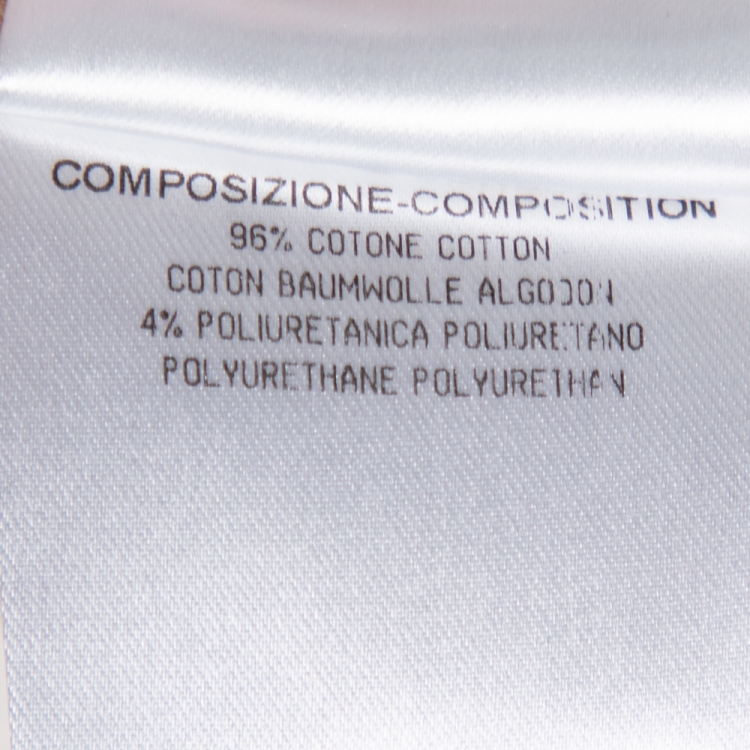 COMPOSIZIONE-COMPOSITION
96% COTONE COTTON
COTON BAUMWOLLE ALGODON
4% POLIURETANICA POLIURETANO
POLYURETHANE POLYURETHAN